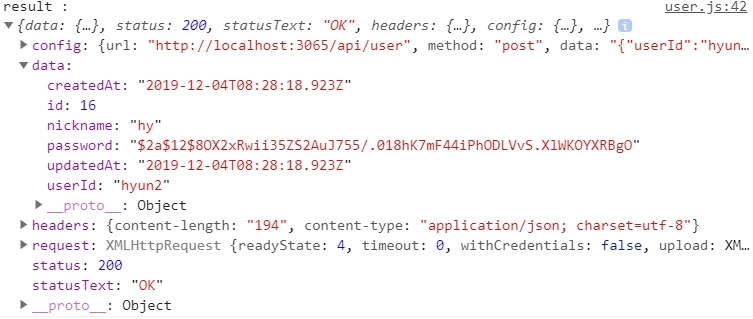 result : user.js:42
{data: {…}, status: 200, statusText: "OK", headers: {…}, config: {…}, …} i
config: {url: "http://localhost:3065/api/user", method: "post", data: "{"userId":"hyun…
data:
createdAt: "2019-12-04T08:28:18.923Z"
id: 16
nickname: "hy"
password: "$2a$12$8OX2xRwii35ZS2AuJ755/.018hK7mF44iPhODLVvS.XlWKOYXRBgO"
updatedAt: "2019-12-04T08:28:18.923Z"
userId: "hyun2"
__proto__: Object
headers: {content-length: "194", content-type: "application/json; charset=utf-8"}
request: XMLHttpRequest {readyState: 4, timeout: 0, withCredentials: false, upload: XM…
status: 200
statusText: "OK"
__proto__: Object